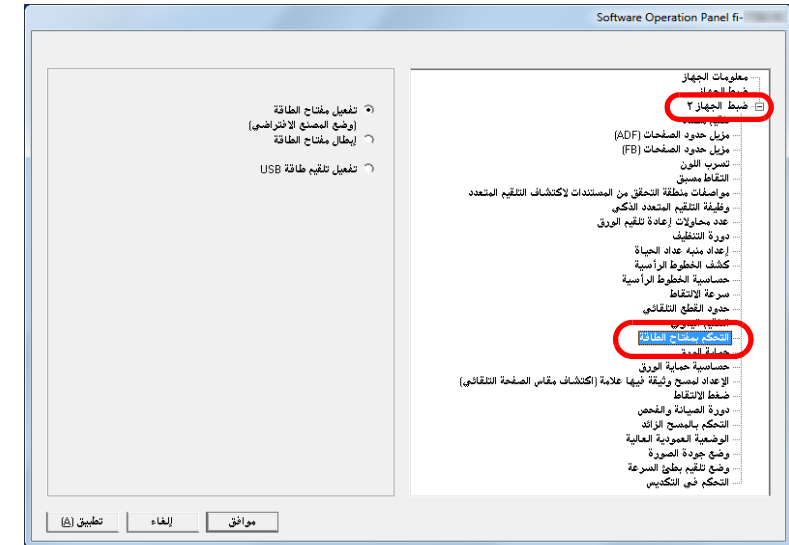 Software Operation Panel fi-
معلومات الجهاز
ضبط الجهاز
ضبط الجهاز ٢
مزيل حدود الصفحات (ADF)
مزيل حدود الصفحات (FB)
تسرب اللون
التقاط مسبق
مواصفات منطقة التحقق من المستندات لاكتشاف التلقيم المتعدد
وظيفة التلقيم المتعدد الذكي
عدد محاولات إعادة تلقيم الورق
دورة التنظيف
إعداد منبه عداد الحياة
كشف الخطوط الرأسية
حساسية الخطوط الرأسية
سرعة الالتقاط
حدود القطع التلقائي
التحكم بمفتاح الطاقة
حماية الورق
حساسية حماية الورق
الإعداد لمسح وثيقة فيها علامة (اكتشاف مقاس الصفحة التلقائي)
ضغط الالتقاط
دورة الصيانة والفحص
التحكم بالمسح الزائد
الوضعية العمودية العالية
وضع جودة الصورة
وضع تلقيم بطئ السرعة
التحكم في التكديس
تفعيل مفتاح الطاقة
(وضع المصنع الافتراضي)
إبطال مفتاح الطاقة
تفعيل تلقيم طاقة USB
موافق
إلغاء
تطبيق (A)